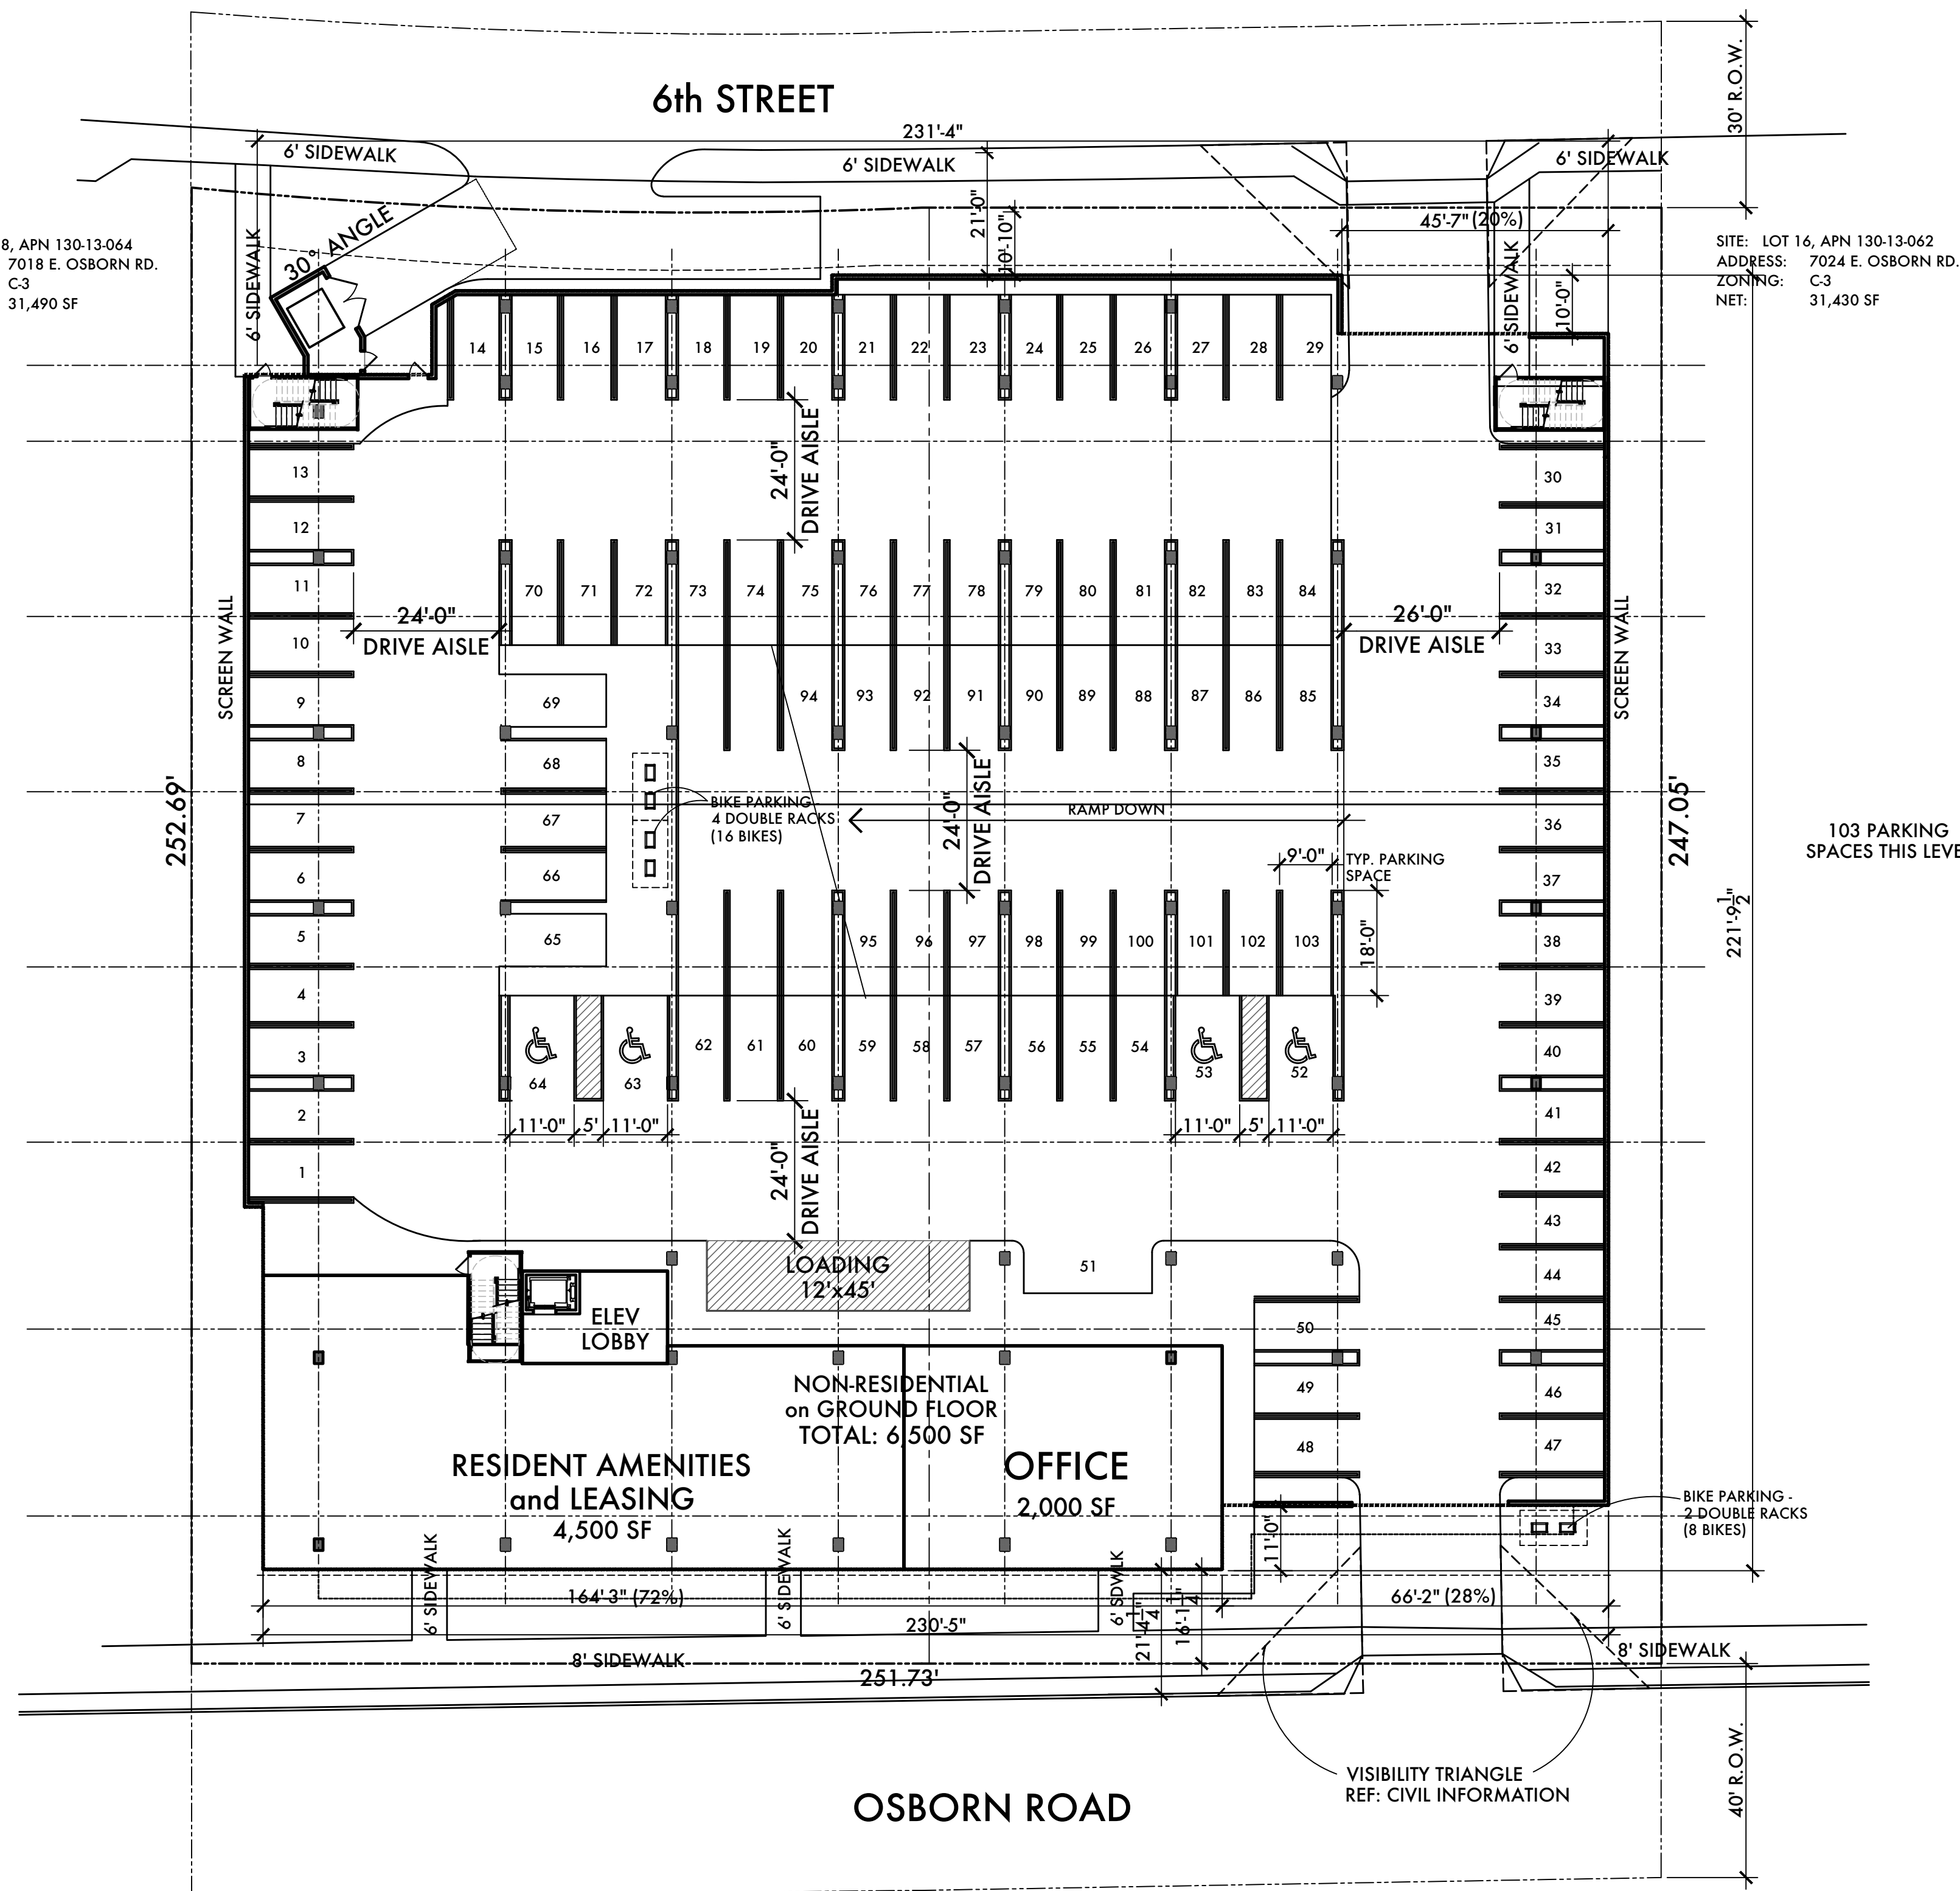 6th STREET
30' R.O.W.
231'-4"
6' SIDEWALK
6' SIDEWALK
6' SIDEWALK
21'-0"
10'-10"
45'-7" (20%)
30° ANGLE
6' SIDEWALK
6' SIDEWALK
10'-0"
8, APN 130-13-064
7018 E. OSBORN RD.
C-3
31,490 SF
SITE: LOT 16, APN 130-13-062
ADDRESS: 7024 E. OSBORN RD.
ZONING: C-3
NET: 31,430 SF
14 15 16 17 18 19 20 21 22 23 24 25 26 27 28 29
24'-0"
DRIVE AISLE
13
12
11
10
9
8
7
6
5
4
3
2
1
30
31
32
33
34
35
36
37
38
39
40
41
42
43
44
45
46
47
SCREEN WALL
SCREEN WALL
70 71 72 73 74 75 76 77 78 79 80 81 82 83 84
24'-0"
DRIVE AISLE
26'-0"
DRIVE AISLE
94 93 92 91 90 89 88 87 86 85
69
68
67
66
65
252.69'
247.05'
BIKE PARKING -
4 DOUBLE RACKS
(16 BIKES)
24'-0"
DRIVE AISLE
RAMP DOWN
9'-0"
TYP. PARKING
SPACE
18'-0"
221'-9 1/2"
103 PARKING
SPACES THIS LEVE
95 96 97 98 99 100 101 102 103
64 63 62 61 60 59 58 57 56 55 54 53 52
11'-0" 5' 11'-0"
11'-0" 5' 11'-0"
24'-0"
DRIVE AISLE
LOADING
12'x45'
51
50
49
48
ELEV
LOBBY
NON-RESIDENTIAL
on GROUND FLOOR
TOTAL: 6,500 SF
RESIDENT AMENITIES
and LEASING
4,500 SF
OFFICE
2,000 SF
BIKE PARKING -
2 DOUBLE RACKS
(8 BIKES)
11'-0"
6' SIDEWALK
6' SIDEWALK
6' SIDWALK
164'-3" (72%)
66'-2" (28%)
230'-5"
21'-4 1/4"
16'-1 1/4"
8' SIDEWALK
8' SIDEWALK
251.73'
VISIBILITY TRIANGLE
REF: CIVIL INFORMATION
OSBORN ROAD
40' R.O.W.